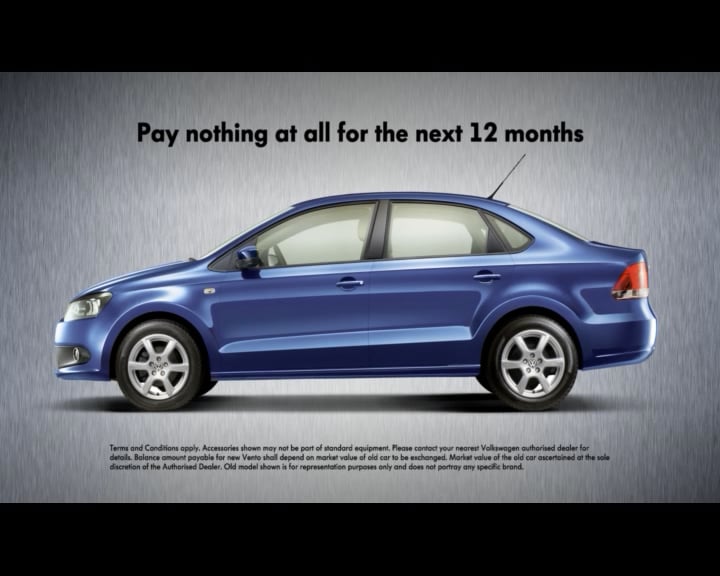 Pay nothing at all for the next 12 months
Terms and Conditions apply. Accessories shown may not be part of standard equipment. Please contact your nearest Volkswagen authorised dealer for
details. Balance amount payable for new Vento shall depend on market value of old car to be exchanged. Market value of the old car ascertained at the sole
discretion of the Authorised Dealer. Old model shown is for representation purposes only and does not portray any specific brand.